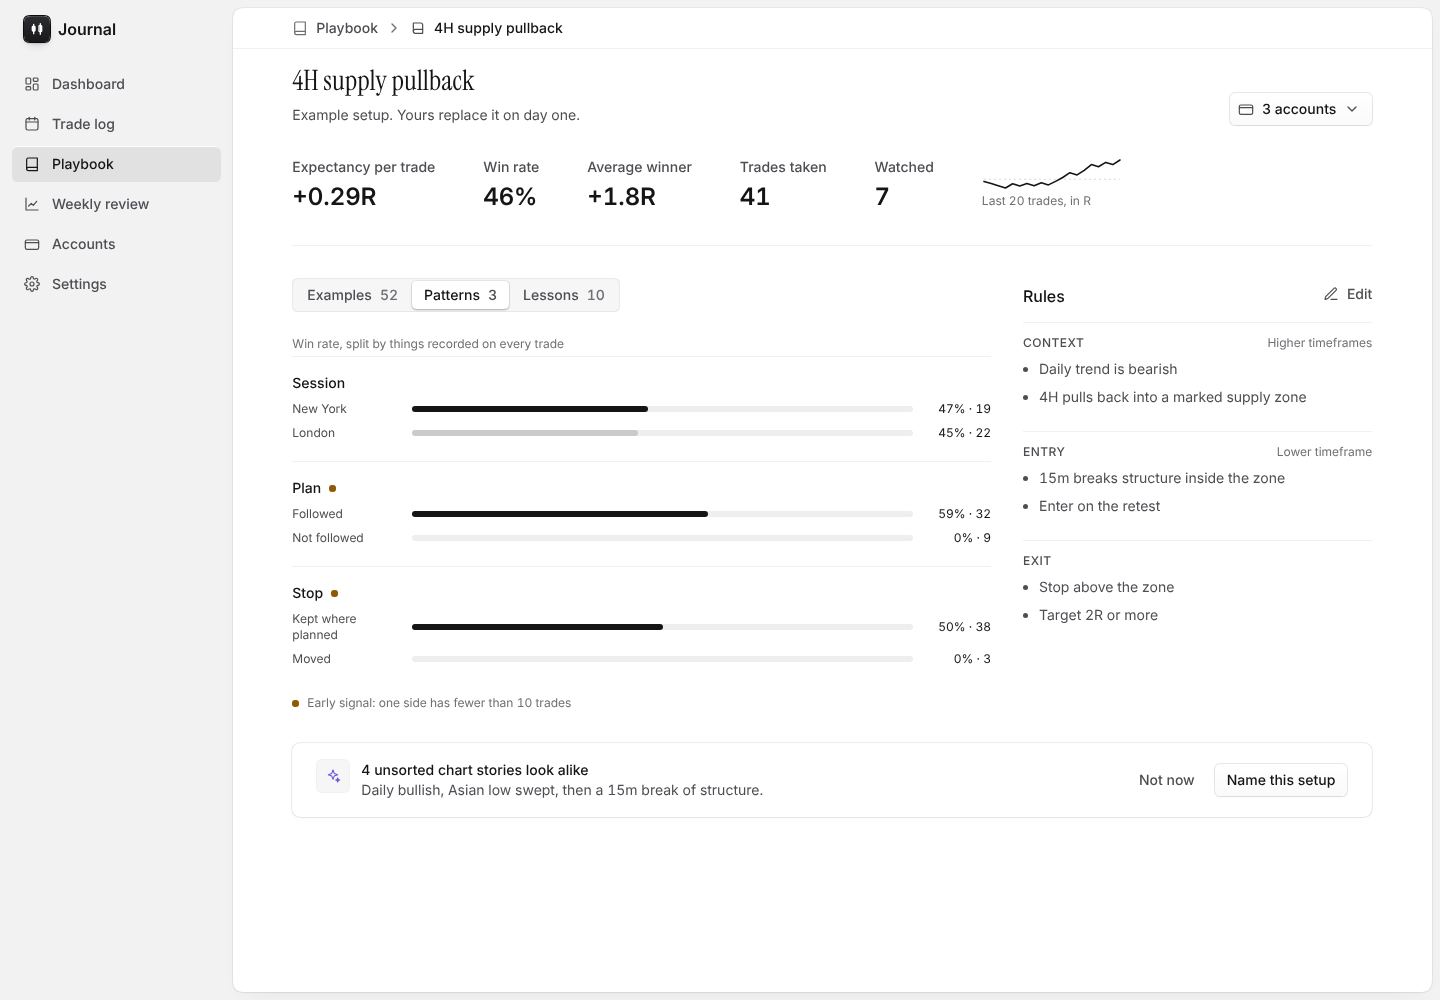 Journal
Dashboard
Trade log
Playbook
Weekly review
Accounts
Settings
Playbook
4H supply pullback
4H supply pullback
Example setup. Yours replace it on day one.
3 accounts
Expectancy per trade
+0.29R
Win rate
46%
Average winner
+1.8R
Trades taken
41
Watched
7
Last 20 trades, in R
Examples 52
Patterns 3
Lessons 10
Win rate, split by things recorded on every trade
Session
New York 47% · 19
London 45% · 22
Plan
Followed 59% · 32
Not followed 0% · 9
Stop
Kept where
planned 50% · 38
Moved 0% · 3
Early signal: one side has fewer than 10 trades
Rules
Edit
CONTEXT Higher timeframes
Daily trend is bearish
4H pulls back into a marked supply zone
ENTRY Lower timeframe
15m breaks structure inside the zone
Enter on the retest
EXIT
Stop above the zone
Target 2R or more
4 unsorted chart stories look alike
Daily bullish, Asian low swept, then a 15m break of structure.
Not now
Name this setup